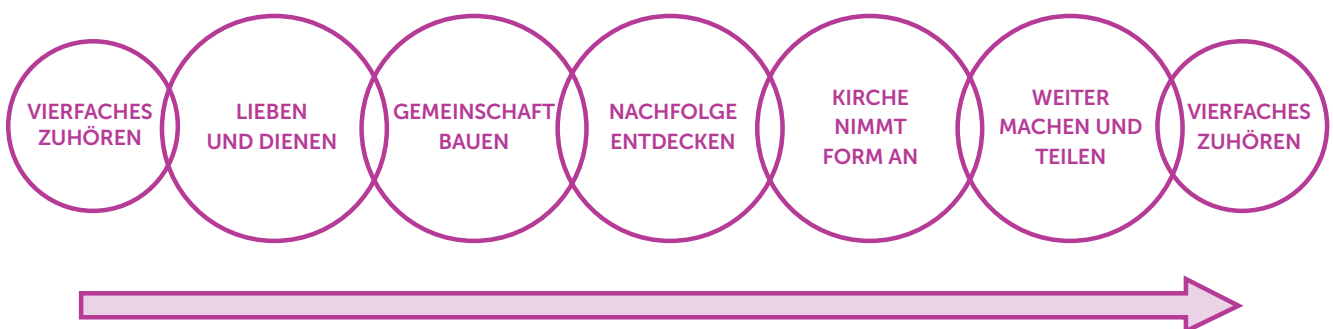 VIERFACHES
ZUHÖREN
LIEBEN
UND DIENEN
GEMEINSCHAFT
BAUEN
NACHFOLGE
ENTDECKEN
KIRCHE
NIMMT
FORM AN
WEITER
MACHEN UND
TEILEN
VIERFACHES
ZUHÖREN